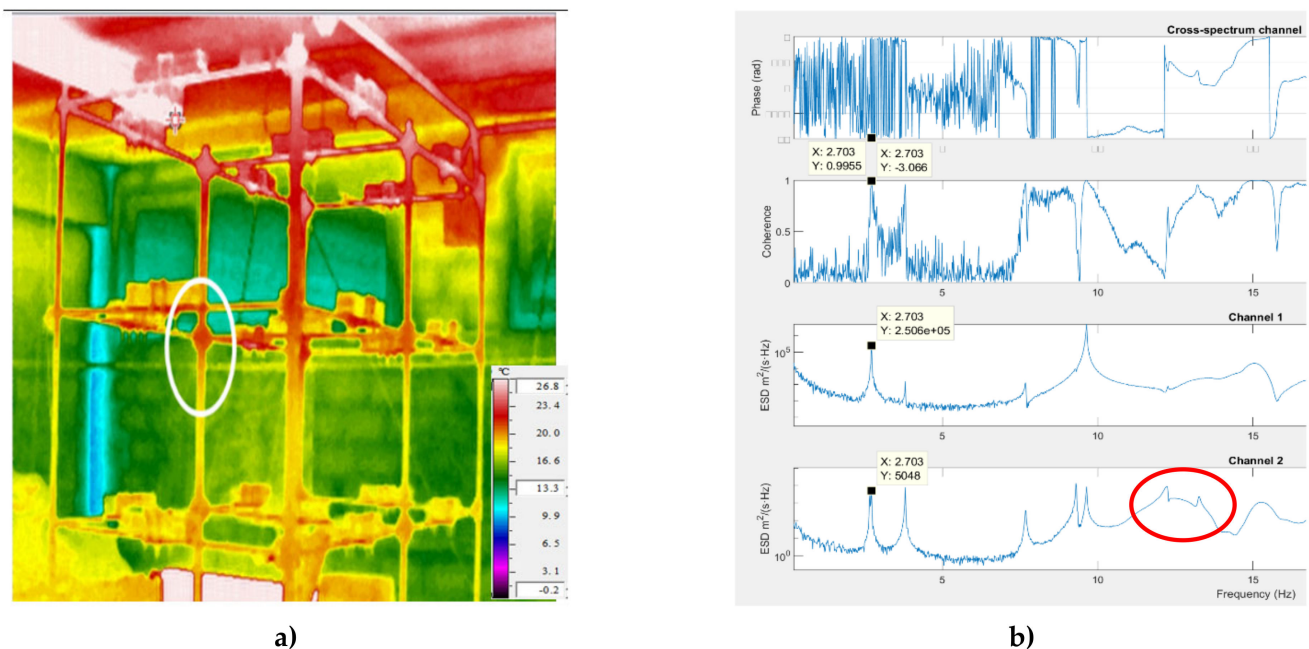 °C
26.8
23.4
20.0
16.6
13.3
9.9
6.5
3.1
-0.2
a)
Cross-spectrum channel
Phase (rad)
X: 2.703
Y: 0.9955
X: 2.703
Y: -3.066
Coherence
1
0.5
0
5
10
15
Channel 1
X: 2.703
Y: 2.506e+05
ESD m²/(s·Hz)
10⁵
5
10
15
Channel 2
X: 2.703
Y: 5048
ESD m²/(s·Hz)
10⁰
5
10
15
Frequency (Hz)
b)